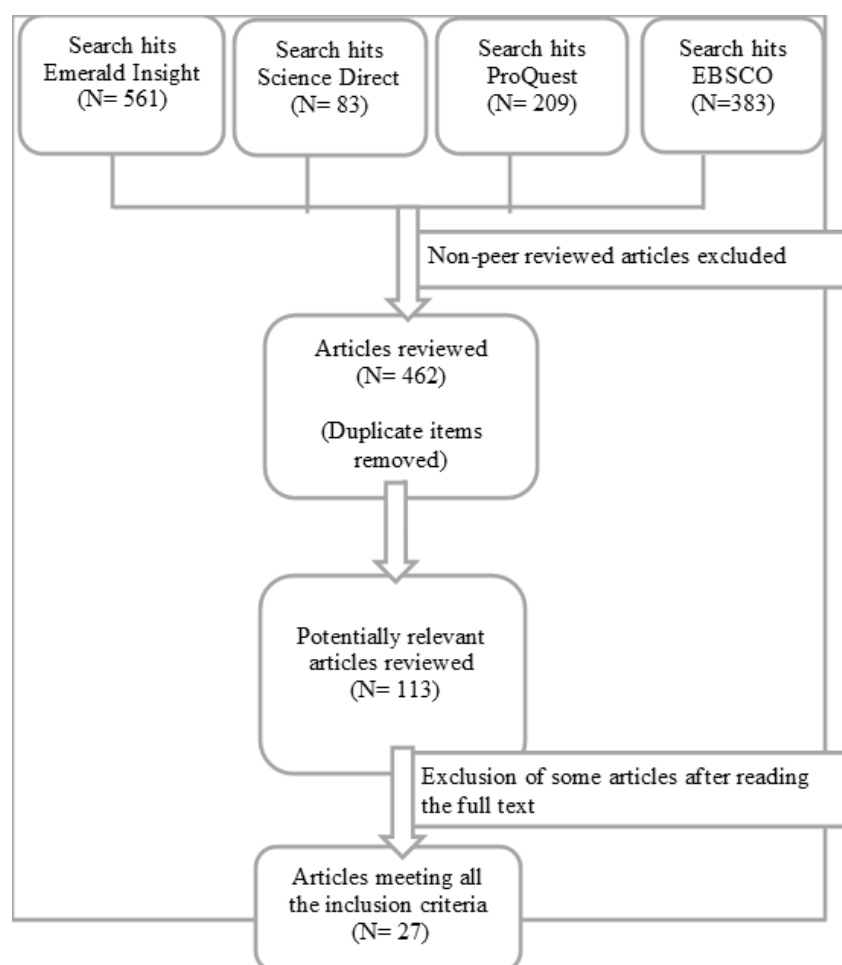 Search hits
Emerald Insight
(N= 561)
Search hits
Science Direct
(N= 83)
Search hits
ProQuest
(N= 209)
Search hits
EBSCO
(N=383)
Non-peer reviewed articles excluded
Articles reviewed
(N= 462)
(Duplicate items
removed)
Potentially relevant
articles reviewed
(N= 113)
Exclusion of some articles after reading
the full text
Articles meeting all
the inclusion criteria
(N= 27)